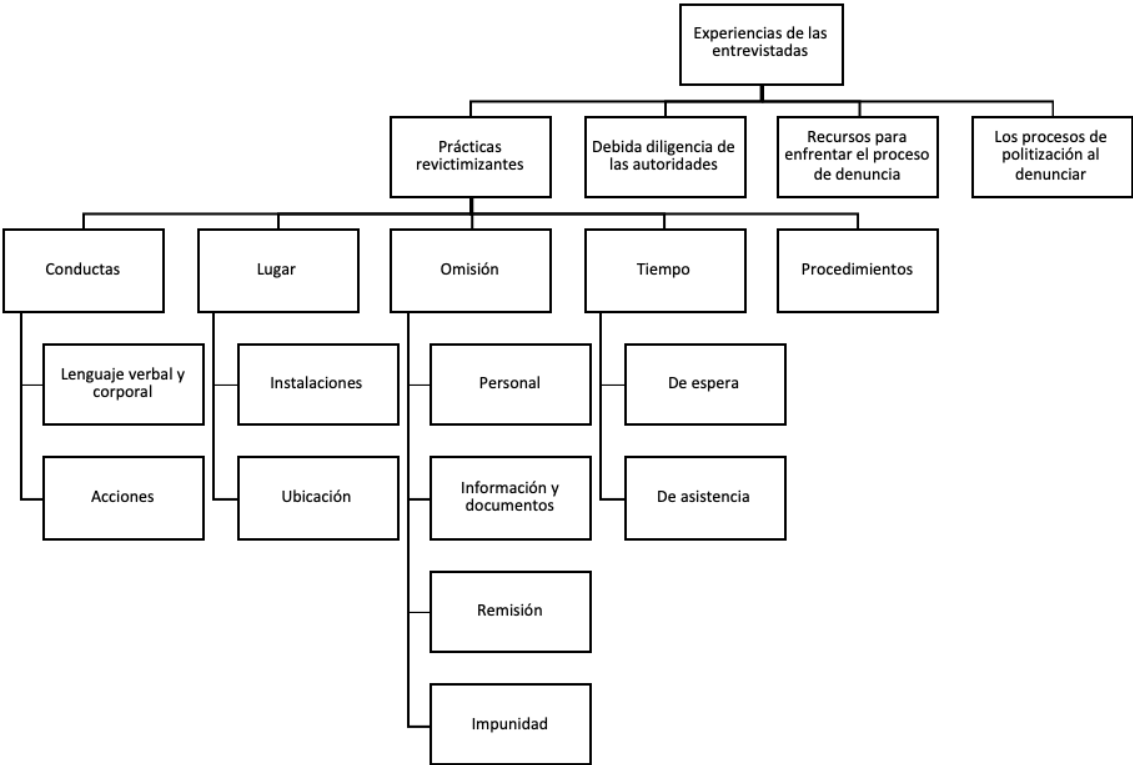 Experiencias de las
entrevistadas
Prácticas
revictimizantes
Debida diligencia de
las autoridades
Recursos para
enfrentar el proceso
de denuncia
Los procesos de
politización al
denunciar
Conductas
Lugar
Omisión
Tiempo
Procedimientos
Lenguaje verbal y
corporal
Instalaciones
Personal
De espera
Acciones
Ubicación
Información y
documentos
De asistencia
Remisión
Impunidad